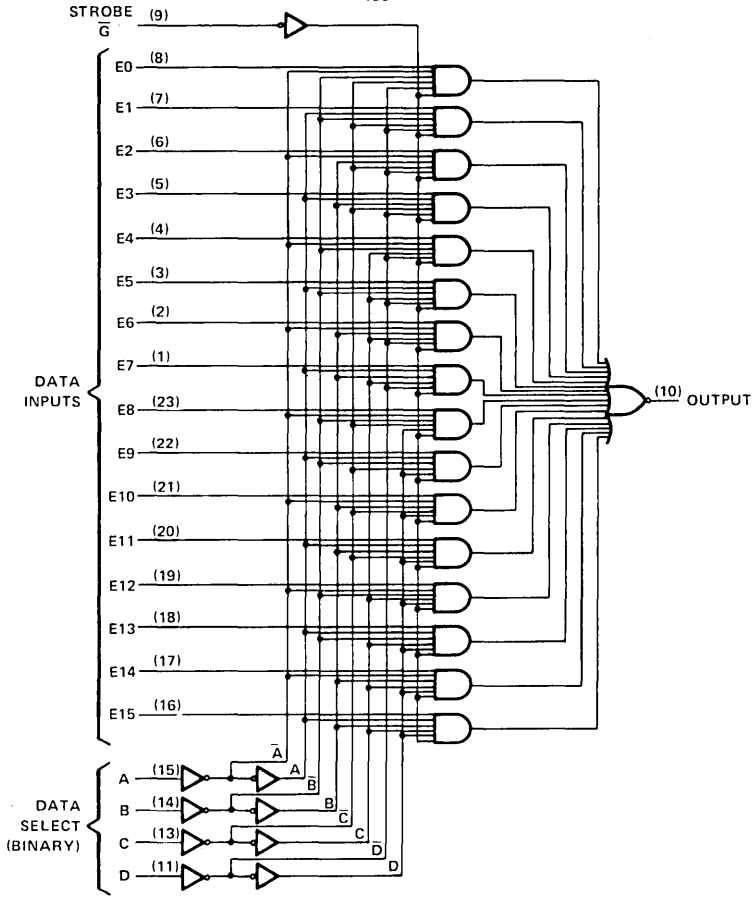 STROBE
G̅ (9)
E0 (8)
E1 (7)
E2 (6)
E3 (5)
E4 (4)
E5 (3)
E6 (2)
E7 (1)
DATA
INPUTS
E8 (23)
(10) OUTPUT
E9 (22)
E10 (21)
E11 (20)
E12 (19)
E13 (18)
E14 (17)
E15 (16)
A̅
A (15) A
B̅
DATA
SELECT
(BINARY)
B (14) B
C̅
C (13) C
D̅
D (11) D